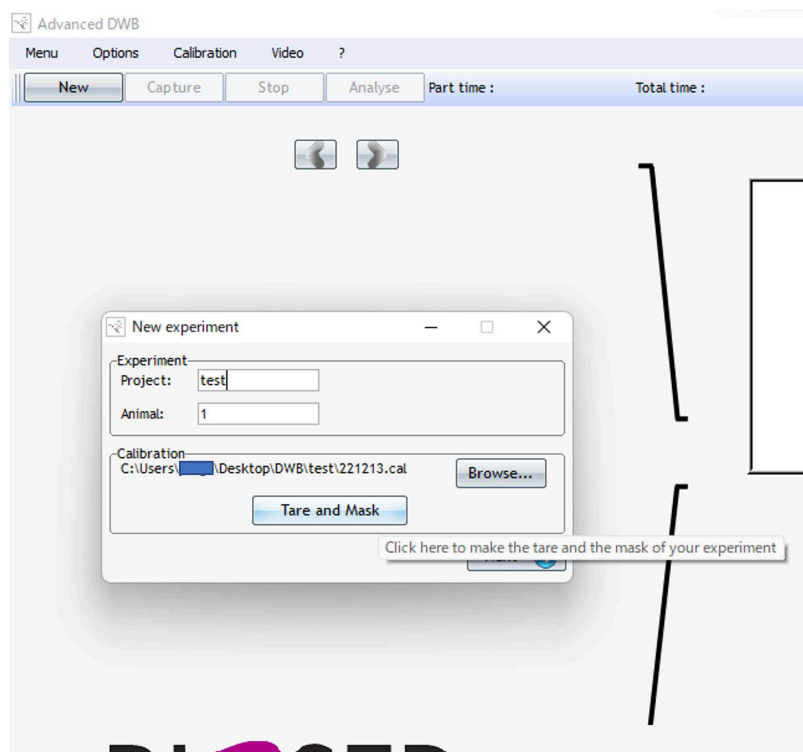 Advanced DWB
Menu Options Calibration Video ?
New Capture Stop Analyse Part time : Total time :
New experiment
Experiment
Project: test
Animal: 1
Calibration
C:\Users\ \Desktop\DWB\test\221213.cal Browse...
Tare and Mask
Click here to make the tare and the mask of your experiment